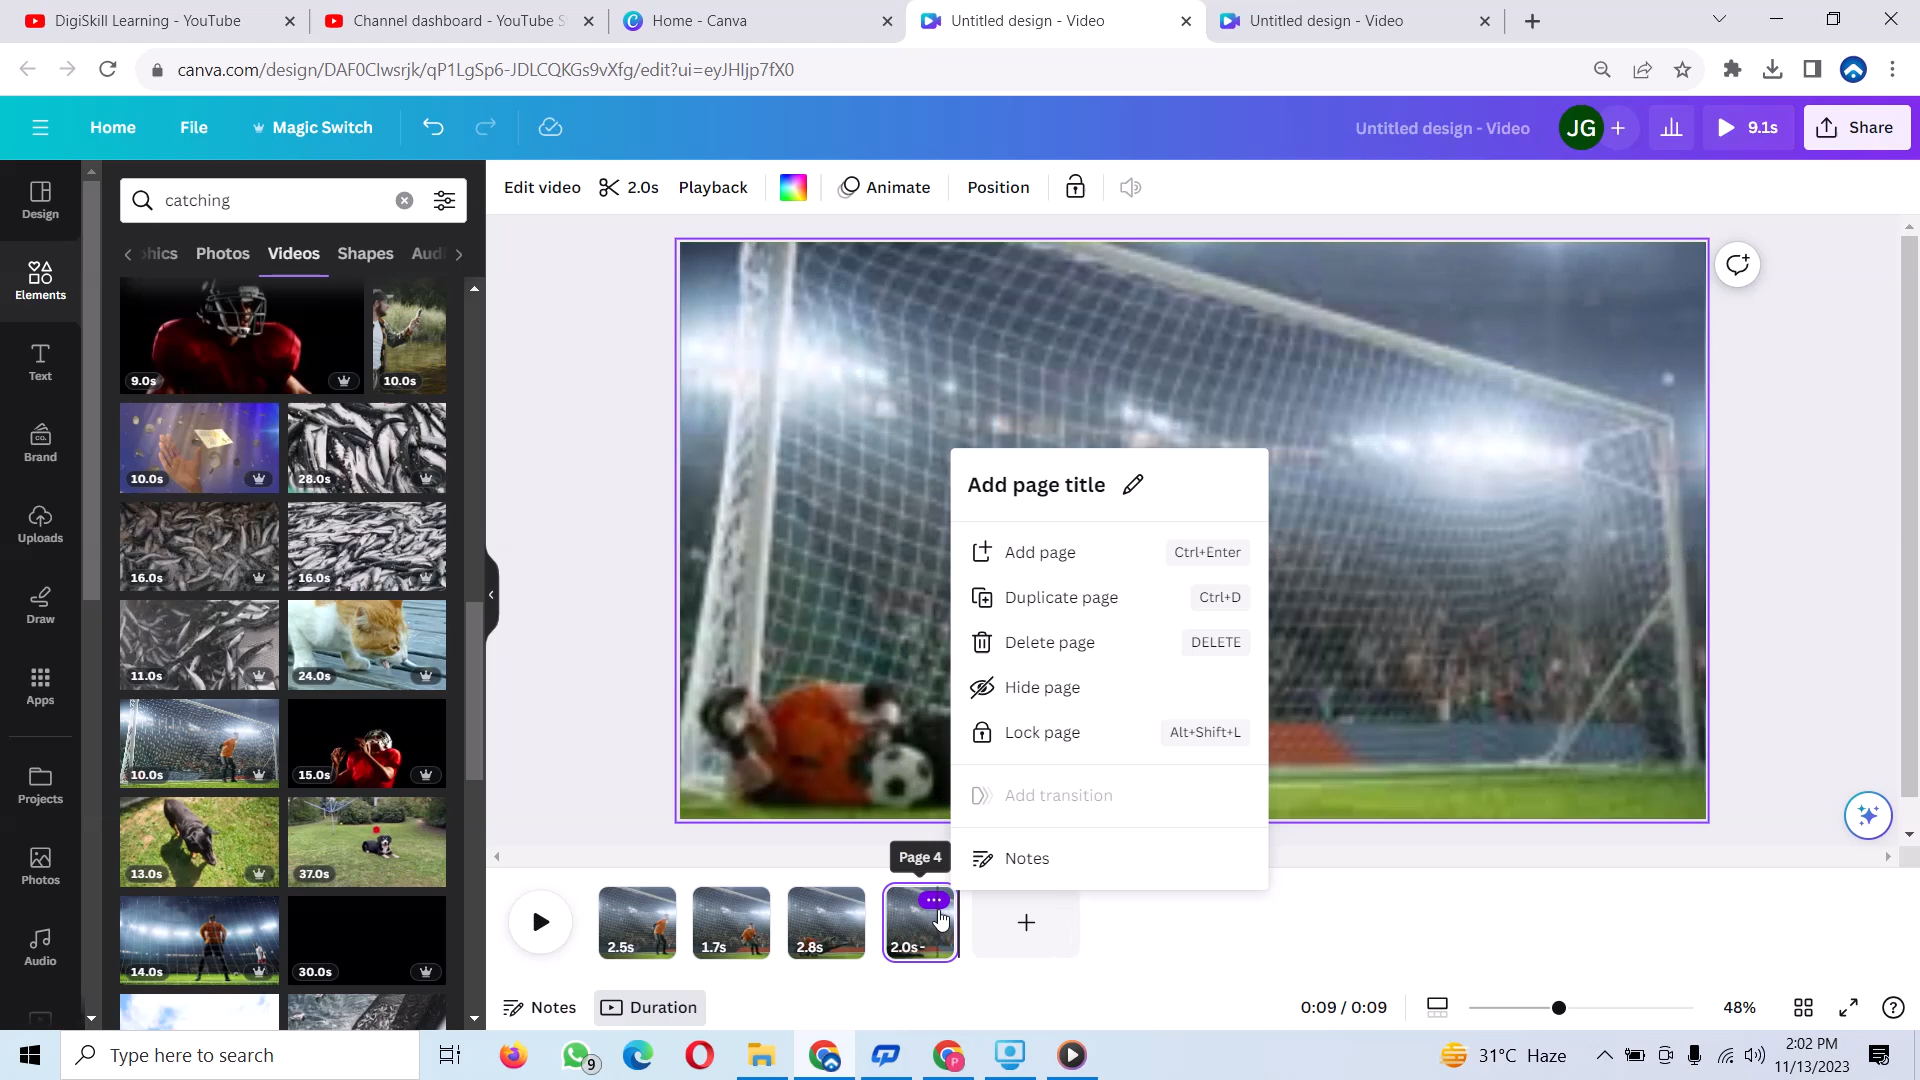 DigiSkill Learning - YouTube
Channel dashboard - YouTube S
Home - Canva
Untitled design - Video
Untitled design - Video
canva.com/design/DAF0Clwsrjk/qP1LgSp6-JDLCQKGs9vXfg/edit?ui=eyJHIjp7fX0
Home
File
Magic Switch
Untitled design - Video
JG
9.1s
Share
Design
Elements
Text
Brand
Uploads
Draw
Apps
Projects
Photos
Audio
catching
Photos
Videos
Shapes
9.0s
10.0s
10.0s
28.0s
16.0s
16.0s
11.0s
24.0s
10.0s
15.0s
13.0s
37.0s
14.0s
30.0s
Edit video
2.0s
Playback
Animate
Position
Add page title
Add page Ctrl+Enter
Duplicate page Ctrl+D
Delete page DELETE
Hide page
Lock page Alt+Shift+L
Add transition
Notes
Page 4
2.5s
1.7s
2.8s
2.0s
Notes
Duration
0:09 / 0:09
48%
Type here to search
9
31°C Haze
2:02 PM
11/13/2023